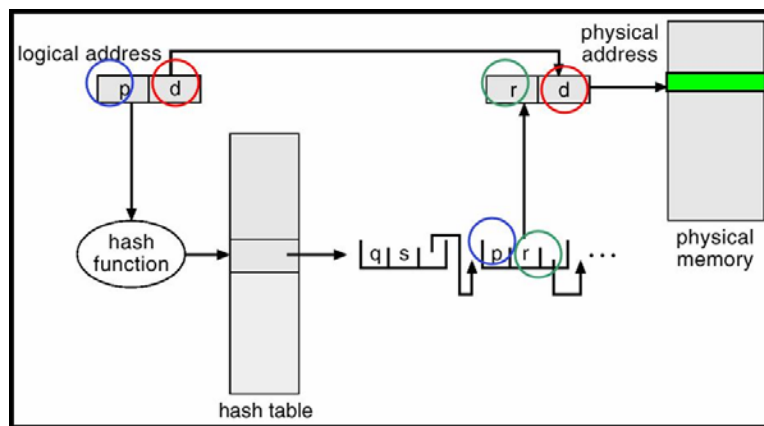 physical
address
logical address
p d
r d
hash
function
q s
p r
...
physical
memory
hash table